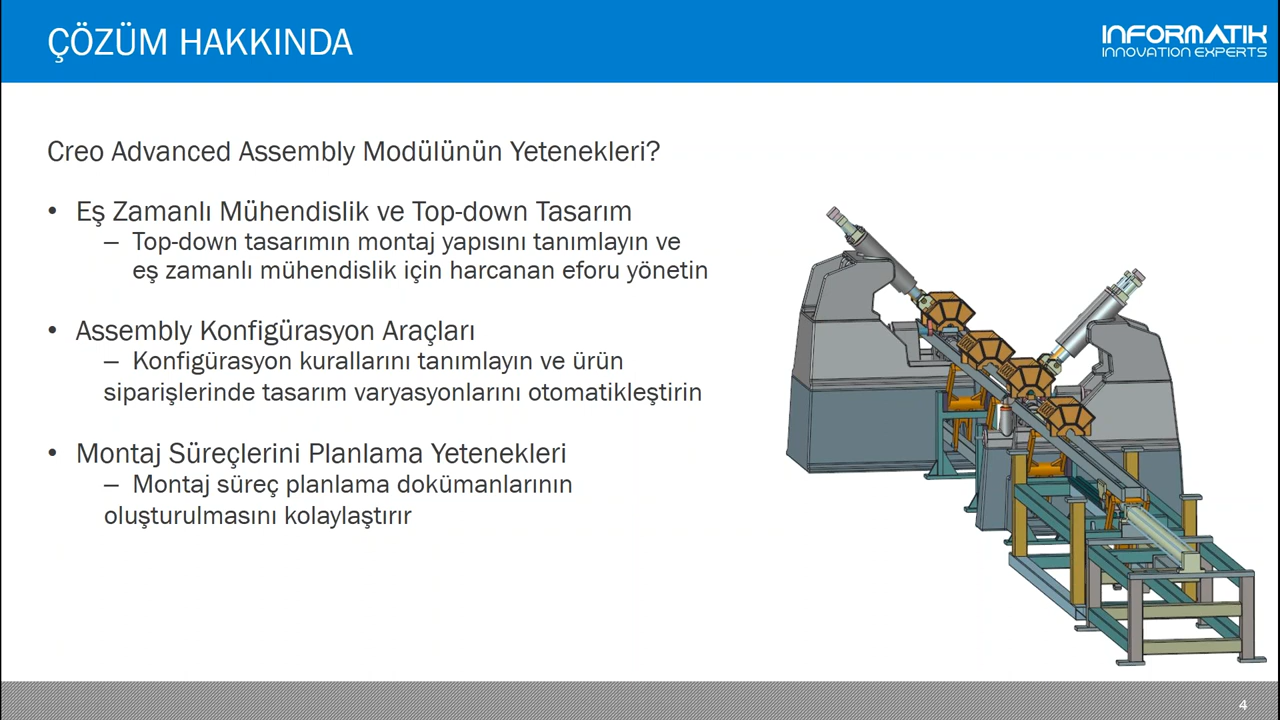 ÇÖZÜM HAKKINDA
INFORMATIK
INNOVATION EXPERTS
Creo Advanced Assembly Modülünün Yetenekleri?
• Eş Zamanlı Mühendislik ve Top-down Tasarım
– Top-down tasarımın montaj yapısını tanımlayın ve
eş zamanlı mühendislik için harcanan eforu yönetin
• Assembly Konfigürasyon Araçları
– Konfigürasyon kurallarını tanımlayın ve ürün
siparişlerinde tasarım varyasyonlarını otomatikleştirin
• Montaj Süreçlerini Planlama Yetenekleri
– Montaj süreç planlama dokümanlarının
oluşturulmasını kolaylaştırır
4